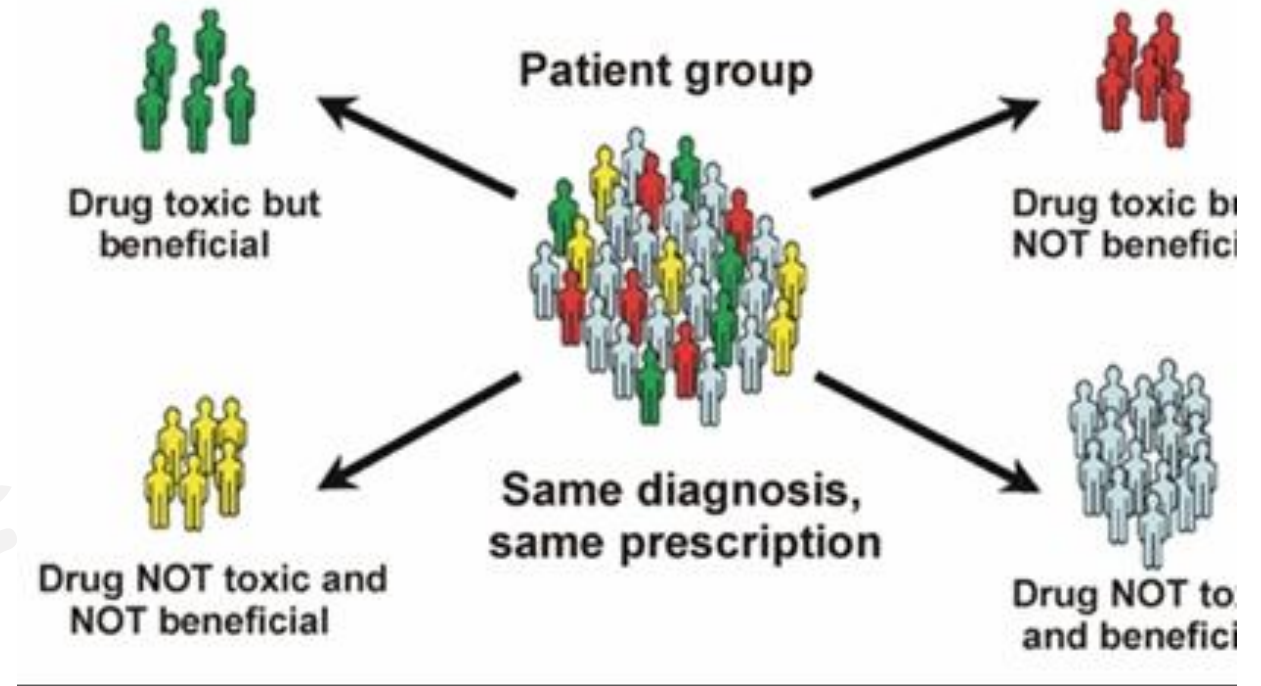 Patient group
Drug toxic but
beneficial
Drug toxic
NOT
Same diagnosis,
same prescription
Drug NOT toxic and
NOT beneficial
Drug NOT
and